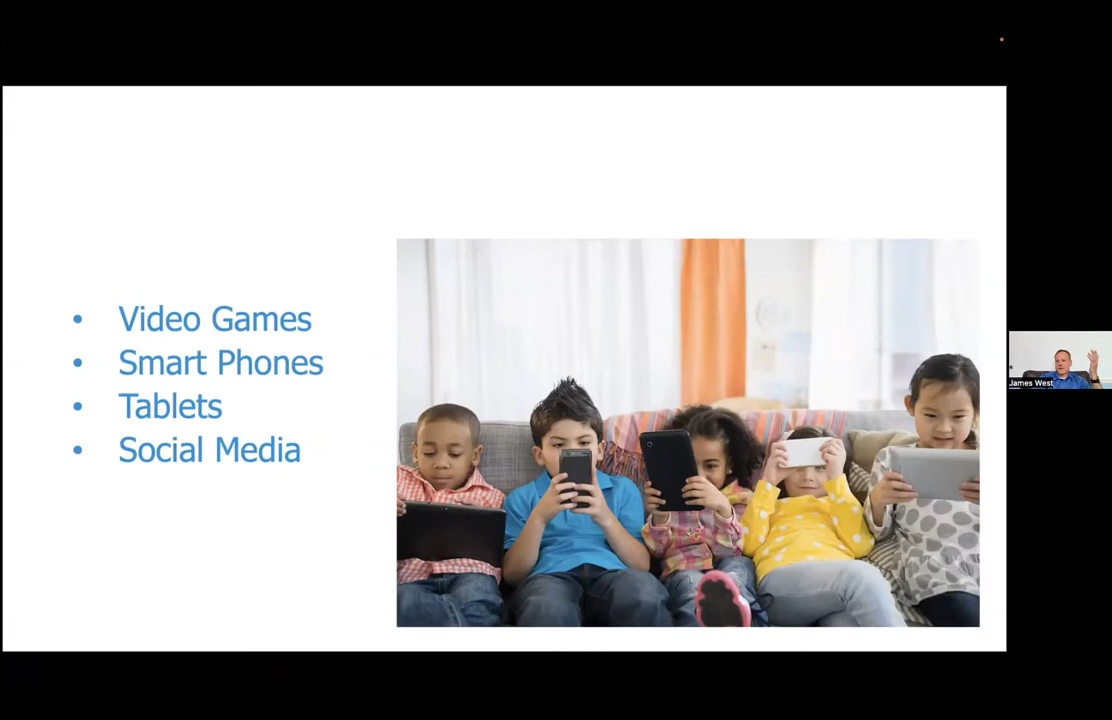 • Video Games
• Smart Phones
• Tablets
• Social Media
James West